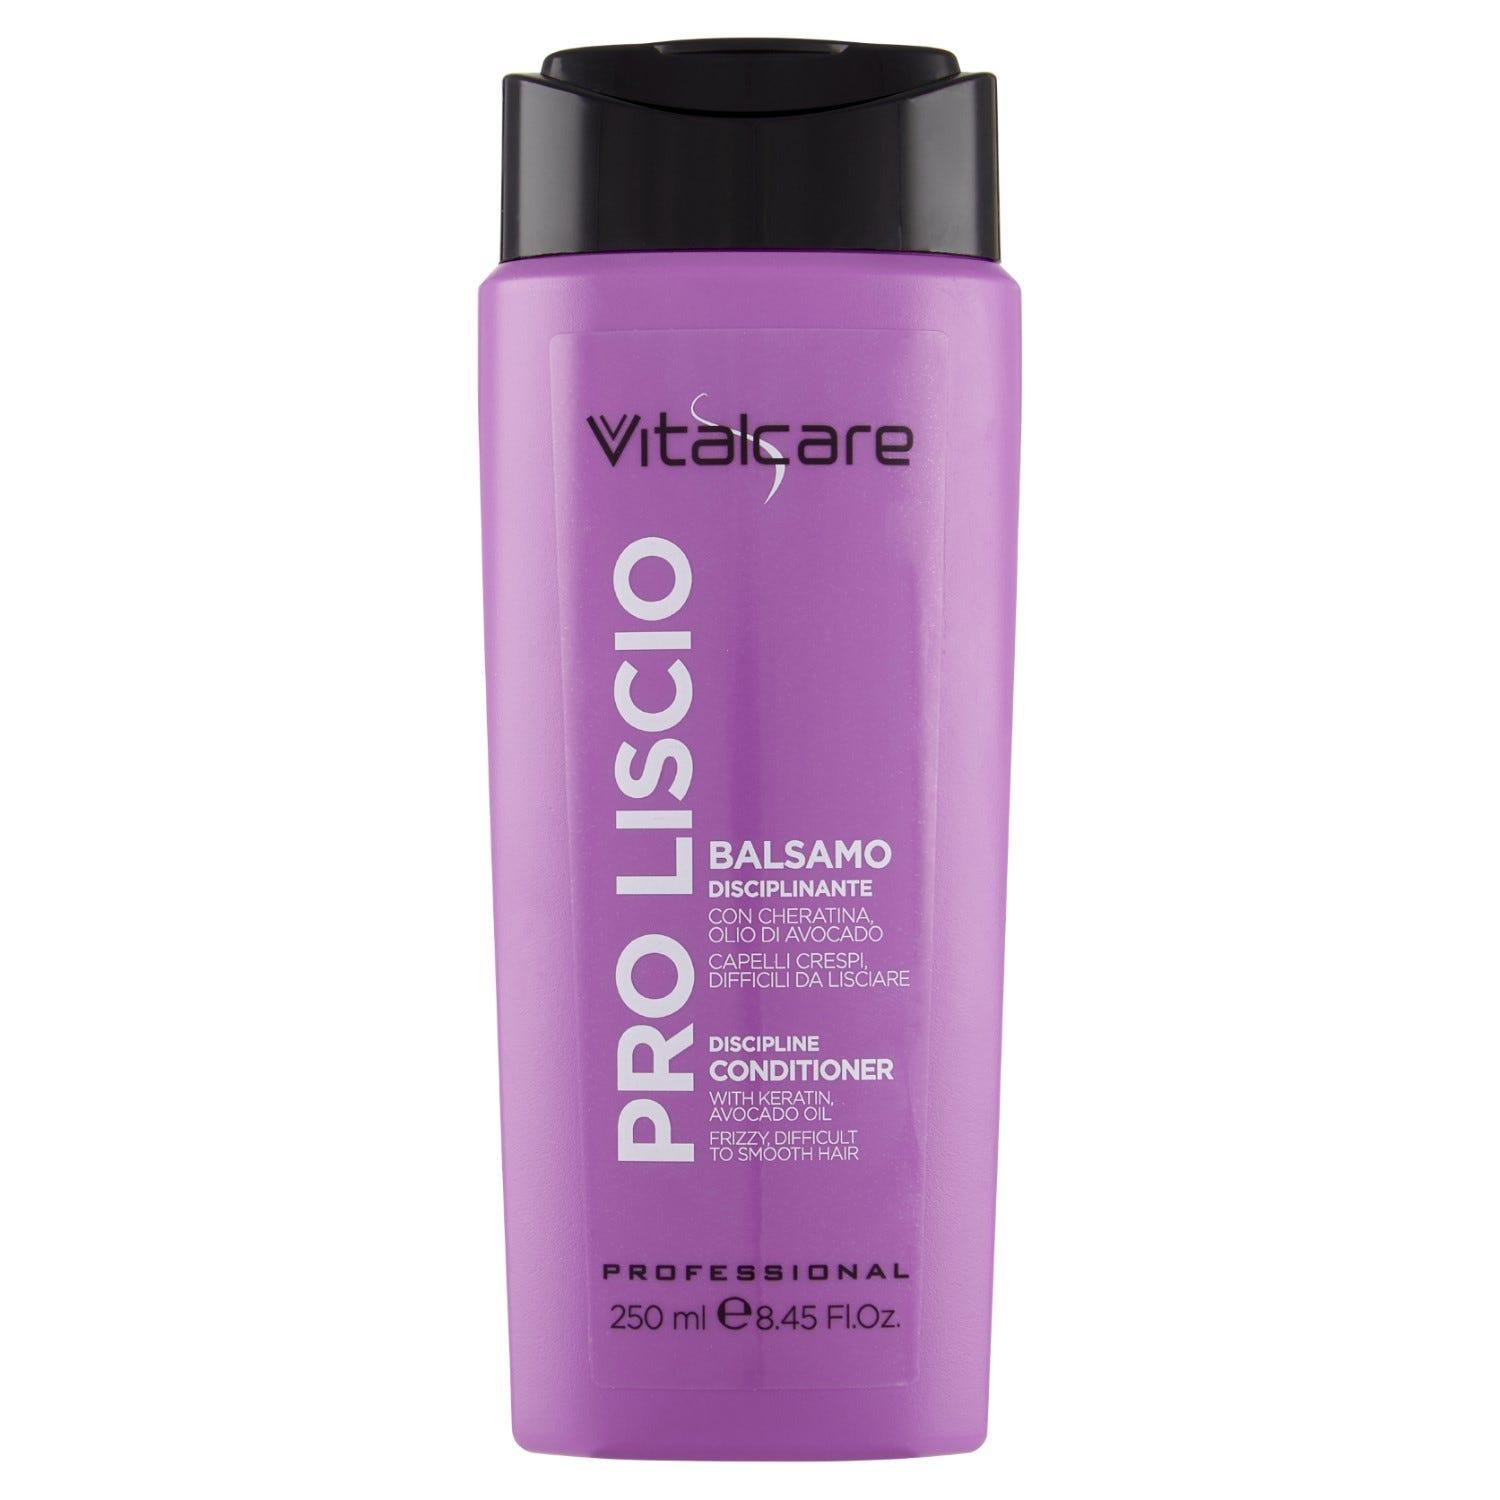 Vitalcare
PRO LISCIO
BALSAMO
DISCIPLINANTE
CON CHERATINA,
OLIO DI AVOCADO
CAPELLI CRESPI,
DIFFICILI DA LISCIARE
DISCIPLINE
CONDITIONER
WITH KERATIN,
AVOCADO OIL
FRIZZY, DIFFICULT
TO SMOOTH HAIR
PROFESSIONAL
250 ml ℮ 8.45 Fl.Oz.